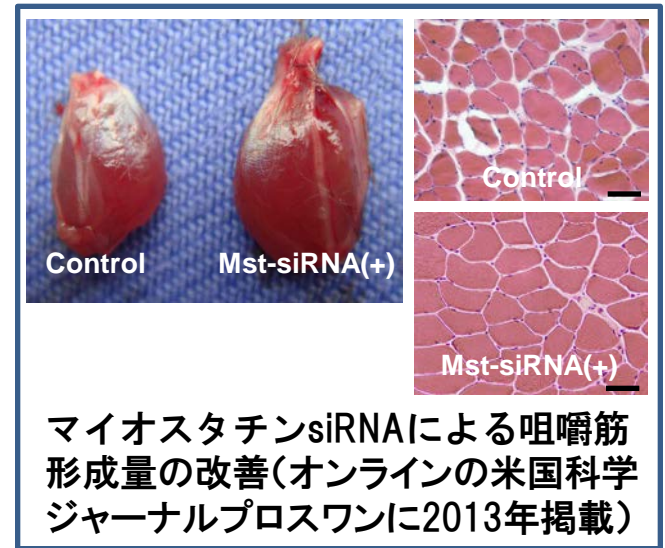 Control
Mst-siRNA(+)
Control
Mst-siRNA(+)
マイオスタチンsiRNAによる咀嚼筋
形成量の改善(オンラインの米国科学
ジャーナルプロスワンに2013年掲載)